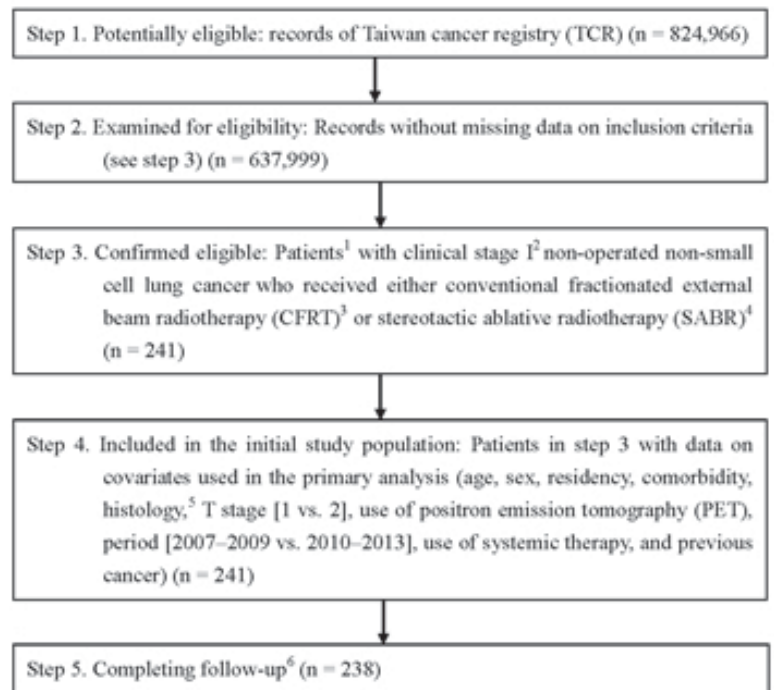 Step 1. Potentially eligible: records of Taiwan cancer registry (TCR) (n = 824,966)
Step 2. Examined for eligibility: Records without missing data on inclusion criteria
(see step 3) (n = 637,999)
Step 3. Confirmed eligible: Patients¹ with clinical stage I² non-operated non-small
cell lung cancer who received either conventional fractionated external
beam radiotherapy (CFRT)³ or stereotactic ablative radiotherapy (SABR)⁴
(n = 241)
Step 4. Included in the initial study population: Patients in step 3 with data on
covariates used in the primary analysis (age, sex, residency, comorbidity,
histology,⁵ T stage [1 vs. 2], use of positron emission tomography (PET),
period [2007–2009 vs. 2010–2013], use of systemic therapy, and previous
cancer) (n = 241)
Step 5. Completing follow-up⁶ (n = 238)